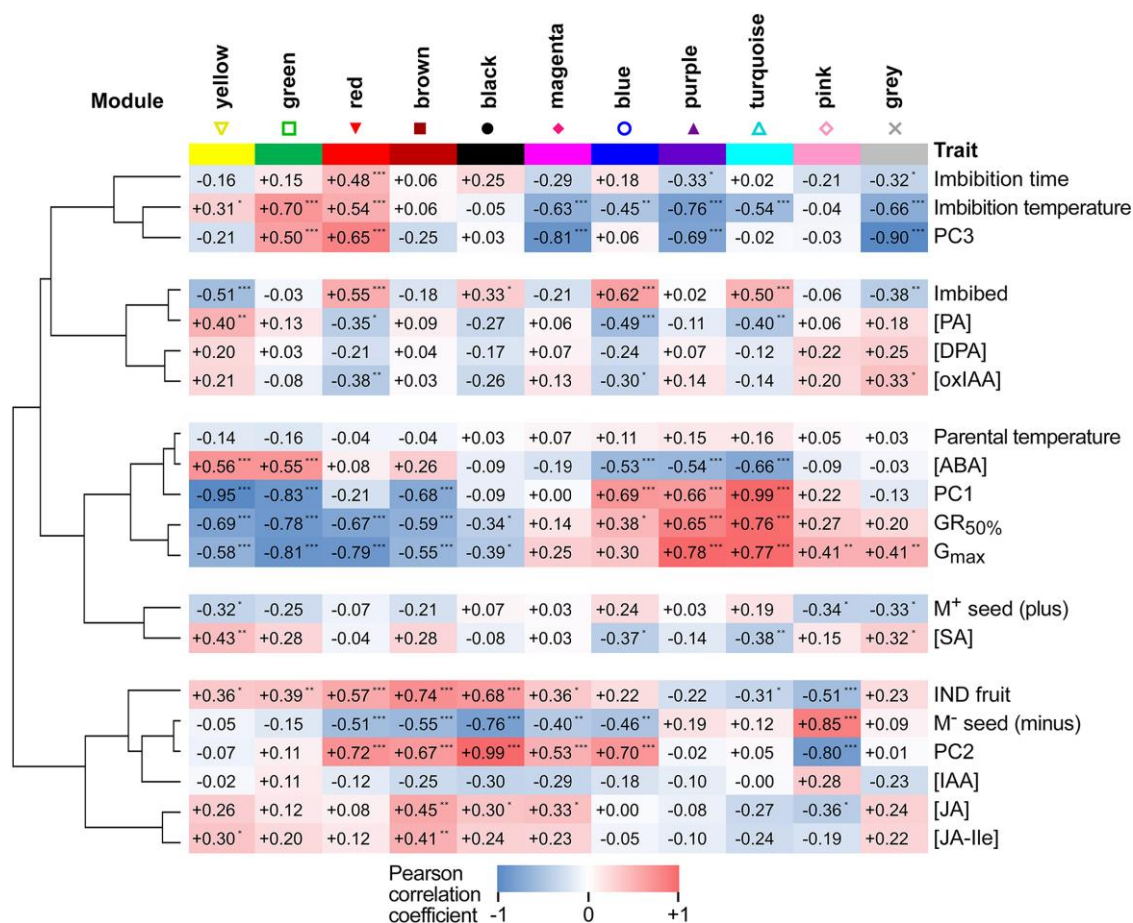 Module yellow green red brown black magenta blue purple turquoise pink grey
Trait
-0.16 +0.15 +0.48*** +0.06 +0.25 -0.29 +0.18 -0.33* +0.02 -0.21 -0.32* Imbibition time
+0.31* +0.70*** +0.54*** +0.06 -0.05 -0.63*** -0.45** -0.76*** -0.54*** -0.04 -0.66*** Imbibition temperature
-0.21 +0.50*** +0.65*** -0.25 +0.03 -0.81*** +0.06 -0.69*** -0.02 -0.03 -0.90*** PC3
-0.51*** -0.03 +0.55*** -0.18 +0.33* -0.21 +0.62*** +0.02 +0.50*** -0.06 -0.38** Imbibed
+0.40** +0.13 -0.35* +0.09 -0.27 +0.06 -0.49*** -0.11 -0.40** +0.06 +0.18 [PA]
+0.20 +0.03 -0.21 +0.04 -0.17 +0.07 -0.24 +0.07 -0.12 +0.22 +0.25 [DPA]
+0.21 -0.08 -0.38** +0.03 -0.26 +0.13 -0.30* +0.14 -0.14 +0.20 +0.33* [oxIAA]
-0.14 -0.16 -0.04 -0.04 +0.03 +0.07 +0.11 +0.15 +0.16 +0.05 +0.03 Parental temperature
+0.56*** +0.55*** +0.08 +0.26 -0.09 -0.19 -0.53*** -0.54*** -0.66*** -0.09 -0.03 [ABA]
-0.95*** -0.83*** -0.21 -0.68*** -0.09 +0.00 +0.69*** +0.66*** +0.99*** +0.22 -0.13 PC1
-0.69*** -0.78*** -0.67*** -0.59*** -0.34* +0.14 +0.38* +0.65*** +0.76*** +0.27 +0.20 GR50%
-0.58*** -0.81*** -0.79*** -0.55*** -0.39* +0.25 +0.30 +0.78*** +0.77*** +0.41** +0.41** Gmax
-0.32* -0.25 -0.07 -0.21 +0.07 +0.03 +0.24 +0.03 +0.19 -0.34* -0.33* M+ seed (plus)
+0.43** +0.28 -0.04 +0.28 -0.08 +0.03 -0.37* -0.14 -0.38** +0.15 +0.32* [SA]
+0.36* +0.39** +0.57*** +0.74*** +0.68*** +0.36* +0.22 -0.22 -0.31* -0.51*** +0.23 IND fruit
-0.05 -0.15 -0.51*** -0.55*** -0.76*** -0.40** -0.46** +0.19 +0.12 +0.85*** +0.09 M- seed (minus)
-0.07 +0.11 +0.72*** +0.67*** +0.99*** +0.53*** +0.70*** -0.02 +0.05 -0.80*** +0.01 PC2
-0.02 +0.11 -0.12 -0.25 -0.30 -0.29 -0.18 -0.10 -0.00 +0.28 -0.23 [IAA]
+0.26 +0.12 +0.08 +0.45** +0.30* +0.33* +0.00 -0.08 -0.27 -0.36* +0.24 [JA]
+0.30* +0.20 +0.12 +0.41** +0.24 +0.23 -0.05 -0.10 -0.24 -0.19 +0.22 [JA-Ile]
Pearson
correlation
coefficient
-1 0 +1